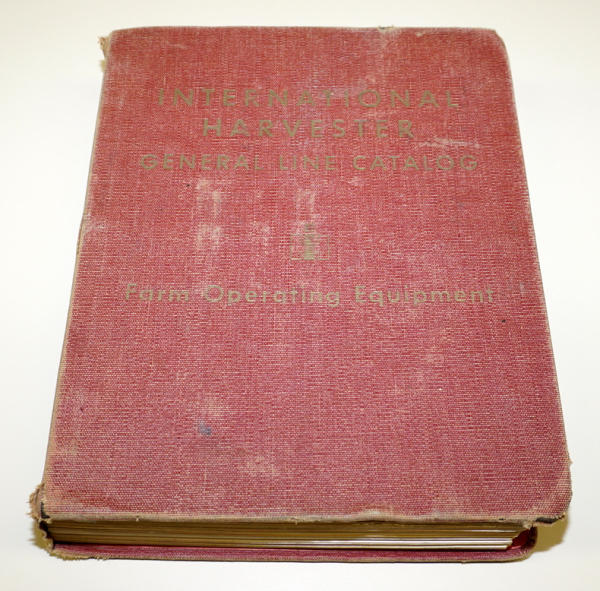 INTERNATIONAL
HARVESTER
GENERAL LINE CATALOG
Farm Operating Equipment